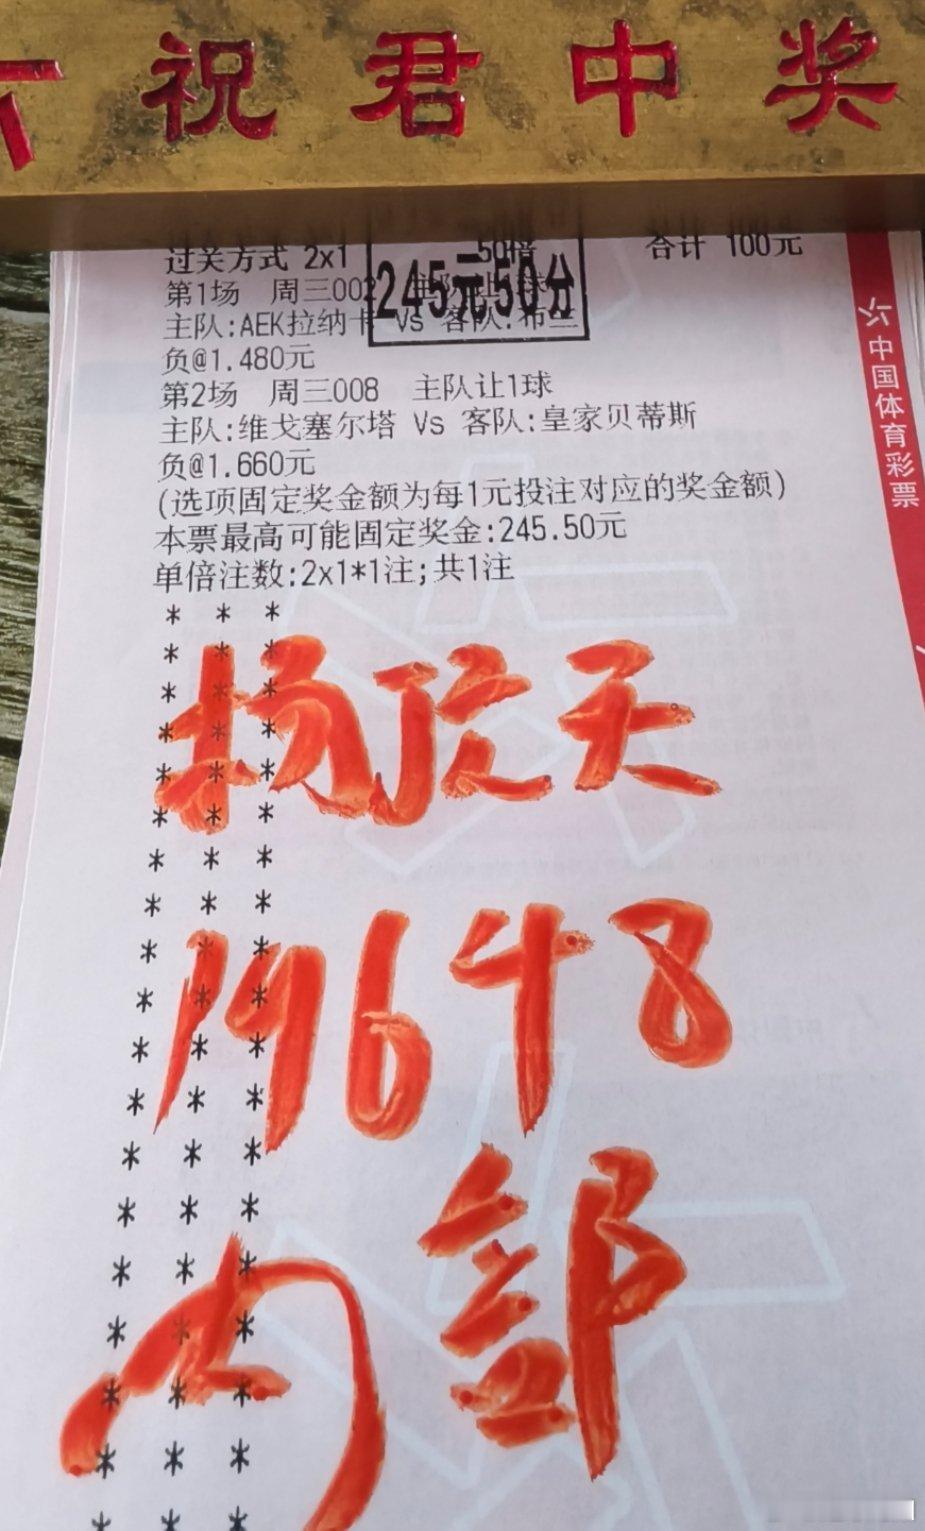 祝君中奖
过关方式 2x1 50倍 合计 100元
245元50分
第1场 周三002
主队:AEK拉纳卡 Vs 客队:布兰
负@1.480元
第2场 周三008 主队让1球
主队:维戈塞尔塔 Vs 客队:皇家贝蒂斯
负@1.660元
(选项固定奖金额为每1元投注对应的奖金额)
本票最高可能固定奖金:245.50元
单倍注数:2x1*1注;共1注
中国体育彩票
19648
内部